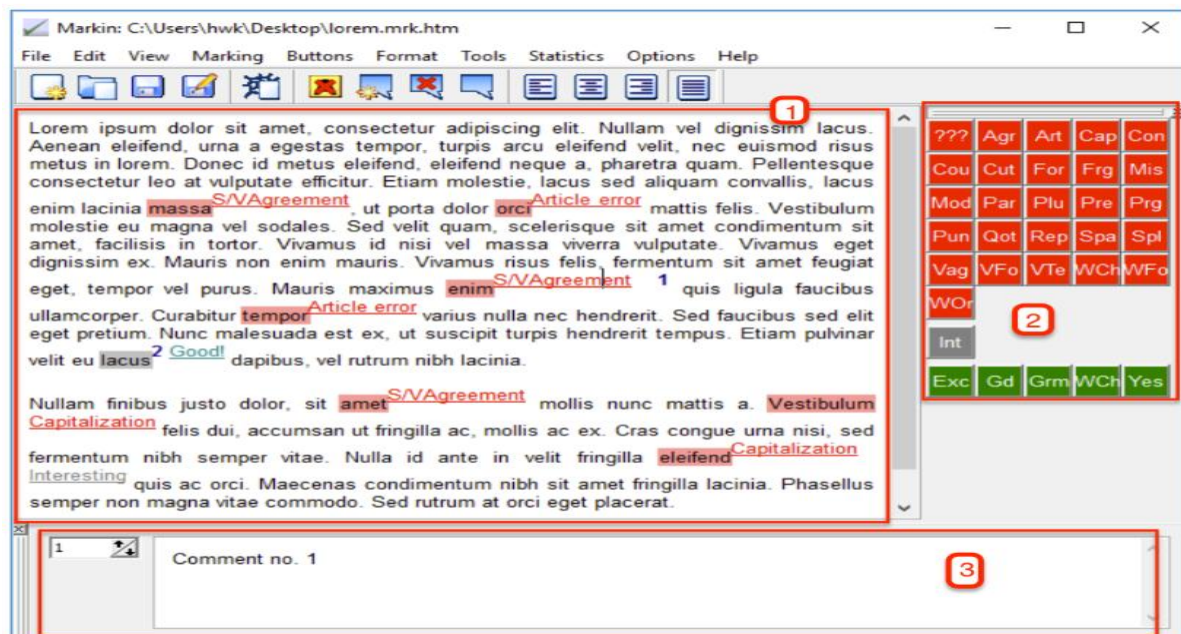 Markin: C:\Users\hwk\Desktop\lorem.mrk.htm
File Edit View Marking Buttons Format Tools Statistics Options Help
1
Lorem ipsum dolor sit amet, consectetur adipiscing elit. Nullam vel dignissim lacus.
Aenean eleifend, urna a egestas tempor, turpis arcu eleifend velit, nec euismod risus
metus in lorem. Donec id metus eleifend, eleifend neque a, pharetra quam. Pellentesque
consectetur leo at vulputate efficitur. Etiam molestie, lacus sed aliquam convallis, lacus
enim lacinia massa S/VAgreement , ut porta dolor orci Article error mattis felis. Vestibulum
molestie eu magna vel sodales. Sed velit quam, scelerisque sit amet condimentum sit
amet, facilisis in tortor. Vivamus id nisi vel massa viverra vulputate. Vivamus eget
dignissim ex. Mauris non enim mauris. Vivamus risus felis, fermentum sit amet feugiat
eget, tempor vel purus. Mauris maximus enim S/VAgreement 1 quis ligula faucibus
ullamcorper. Curabitur tempor Article error varius nulla nec hendrerit. Sed faucibus sed elit
eget pretium. Nunc malesuada est ex, ut suscipit turpis hendrerit tempus. Etiam pulvinar
velit eu lacus 2 Good! dapibus, vel rutrum nibh lacinia.
Nullam finibus justo dolor, sit amet S/VAgreement mollis nunc mattis a. Vestibulum
Capitalization felis dui, accumsan ut fringilla ac, mollis ac ex. Cras congue urna nisi, sed
fermentum nibh semper vitae. Nulla id ante in velit fringilla eleifend Capitalization
Interesting quis ac orci. Maecenas condimentum nibh sit amet fringilla lacinia. Phasellus
semper non magna vitae commodo. Sed rutrum at orci eget placerat.
??? Agr Art Cap Con
Cou Cut For Frg Mis
Mod Par Plu Pre Prg
Pun Qot Rep Spa Spl
Vag VFo VTe WCh WFo
WOr
2
Int
Exc Gd Grm WCh Yes
1
Comment no. 1
3